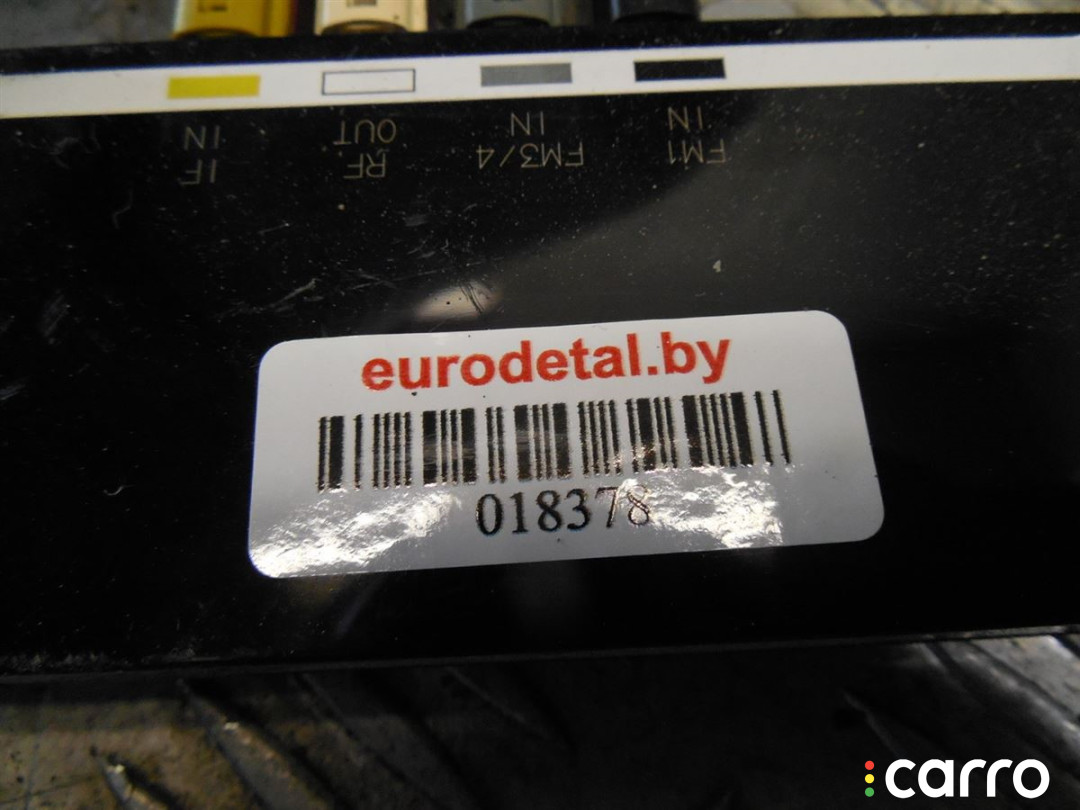 IF
IN
RF
OUT
FM3/4
IN
FM1
IN
eurodetal.by
018378
carro